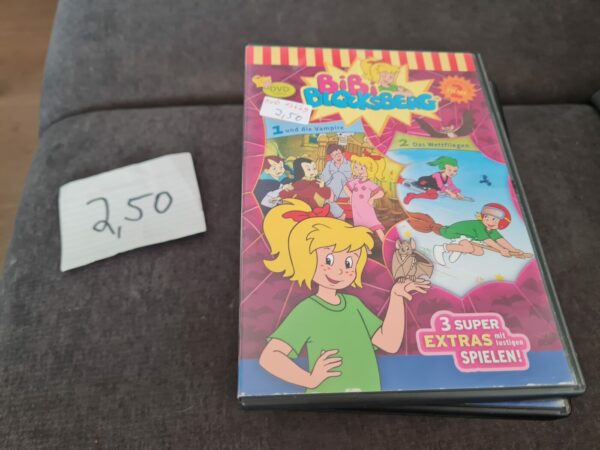 2,50
DVD
BiBi
BLOCKSBERG
3,50
1 und die Vampire
2 Das Wettfliegen
3 SUPER
EXTRAS mit lustigen
SPIELEN!